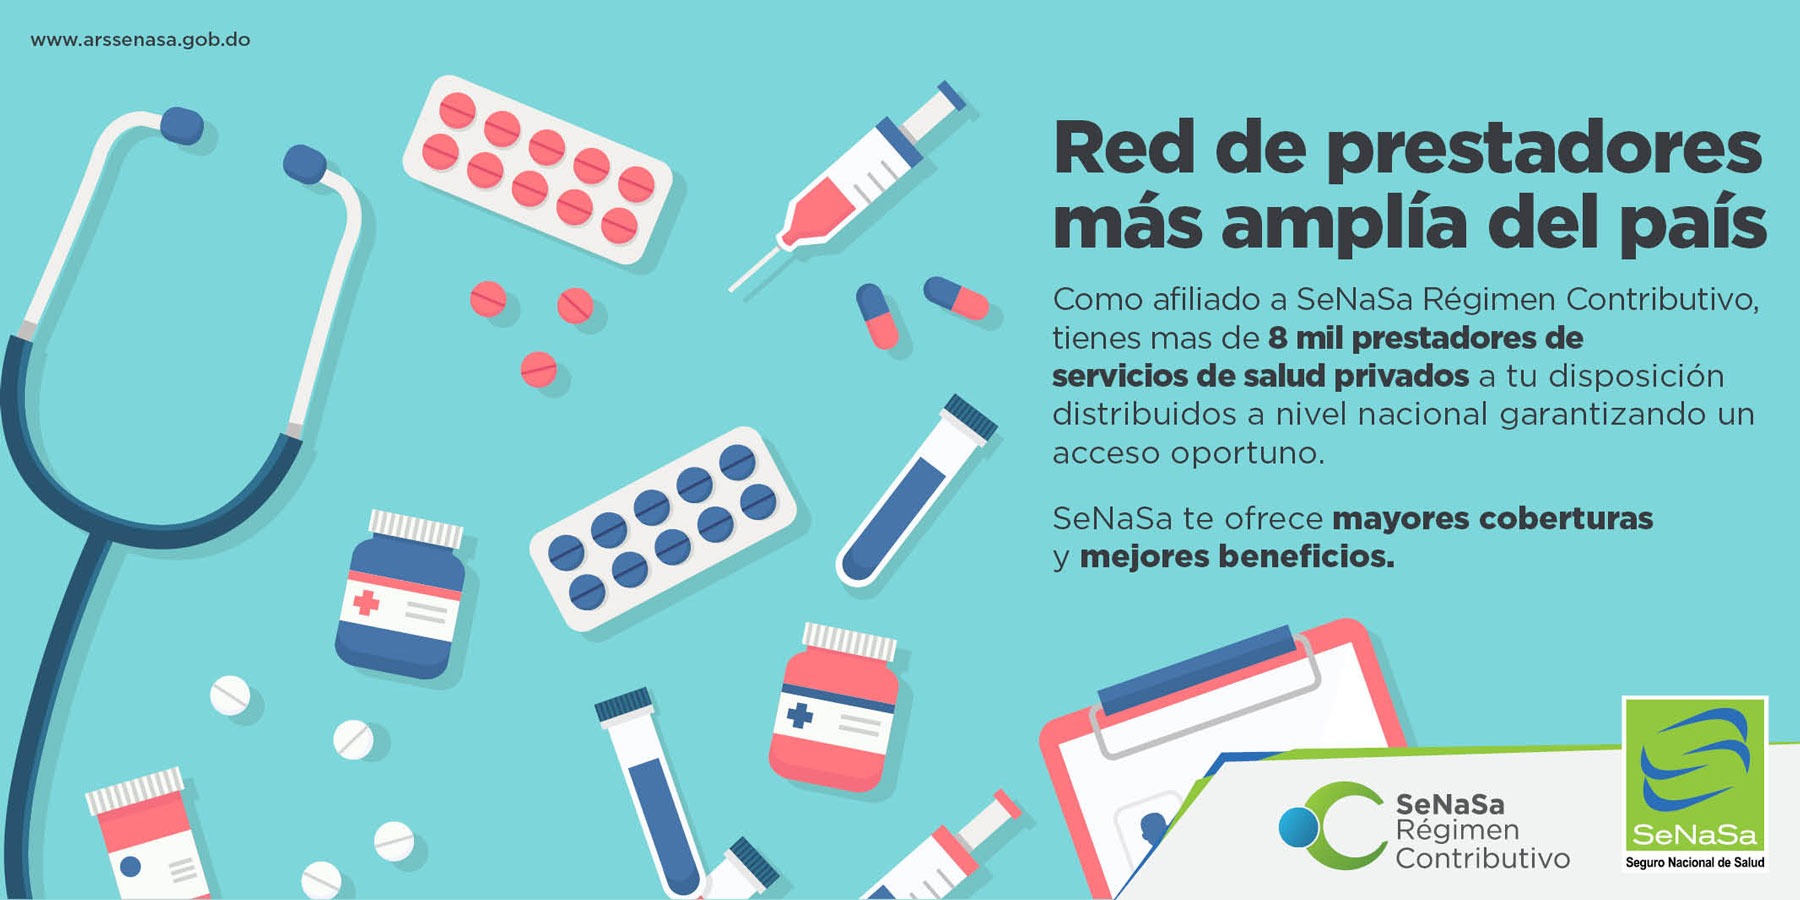 www.arssenasa.gob.do
Red de prestadores
más amplía del país
Como afiliado a SeNaSa Régimen Contributivo,
tienes mas de 8 mil prestadores de
servicios de salud privados a tu disposición
distribuidos a nivel nacional garantizando un
acceso oportuno.
SeNaSa te ofrece mayores coberturas
y mejores beneficios.
SeNaSa
Régimen
Contributivo
SeNaSa
Seguro Nacional de Salud